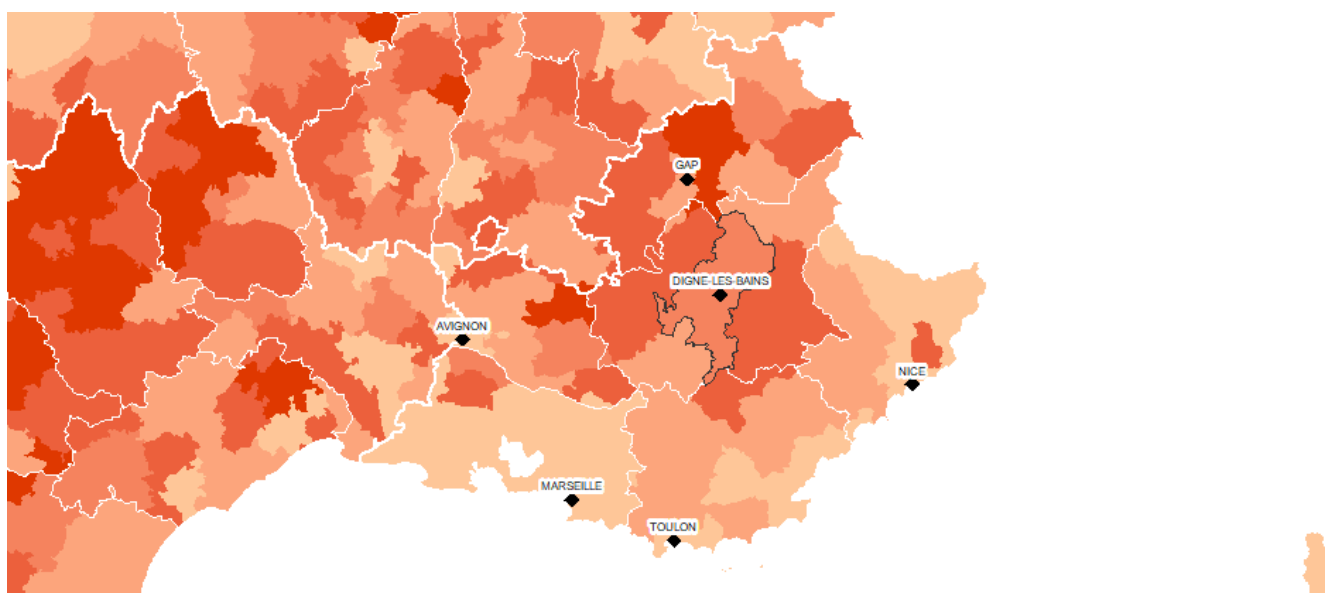 GAP
DIGNE-LES-BAINS
AVIGNON
NICE
MARSEILLE
TOULON